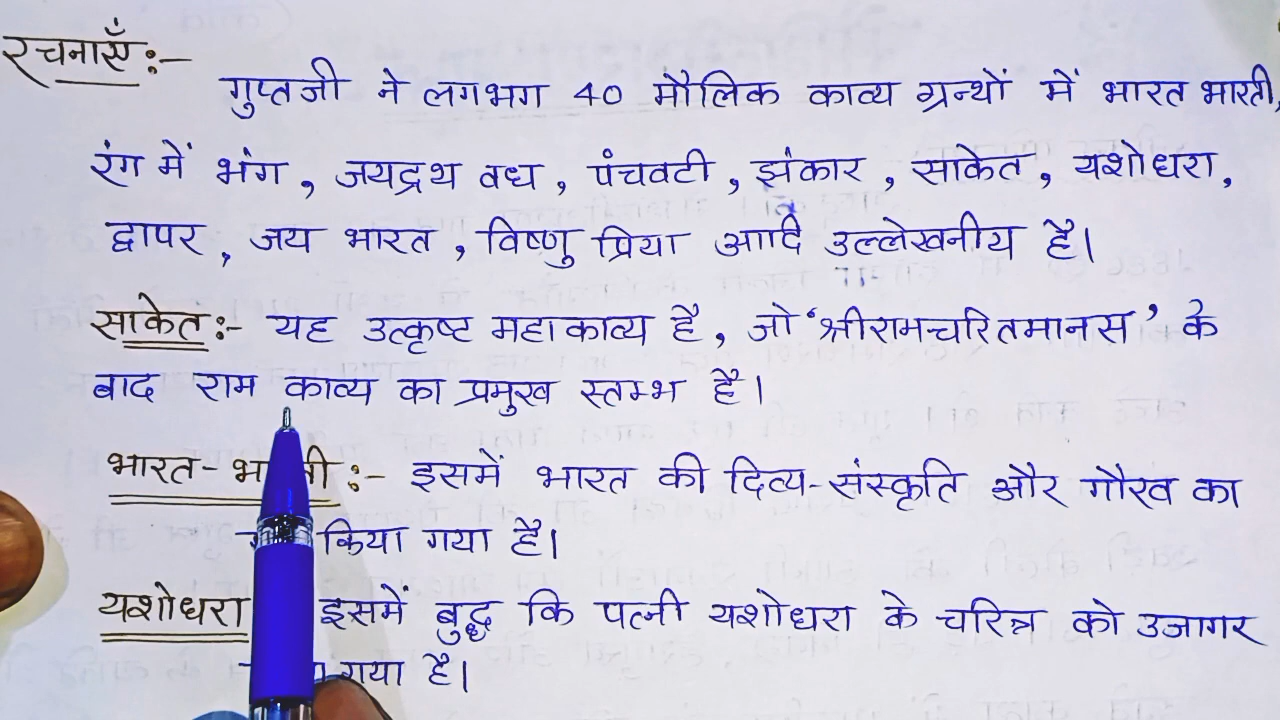 रचनाएँ:-
गुप्तजी ने लगभग 40 मौलिक काव्य ग्रन्थों में भारत भारती,
रंग में भंग, जयद्रथ वध, पंचवटी, झंकार, साकेत, यशोधरा,
द्वापर, जय भारत, विष्णु प्रिया आदि उल्लेखनीय है।
साकेत:- यह उत्कृष्ट महाकाव्य है, जो 'श्रीरामचरितमानस' के
बाद राम काव्य का प्रमुख स्तम्भ है।
भारत- :- इसमें भारत की दिव्य-संस्कृति और गौरव का
किया गया है।
यशोधरा इसमें बुद्ध कि पत्नी यशोधरा के चरित्र को उजागर
गया है।